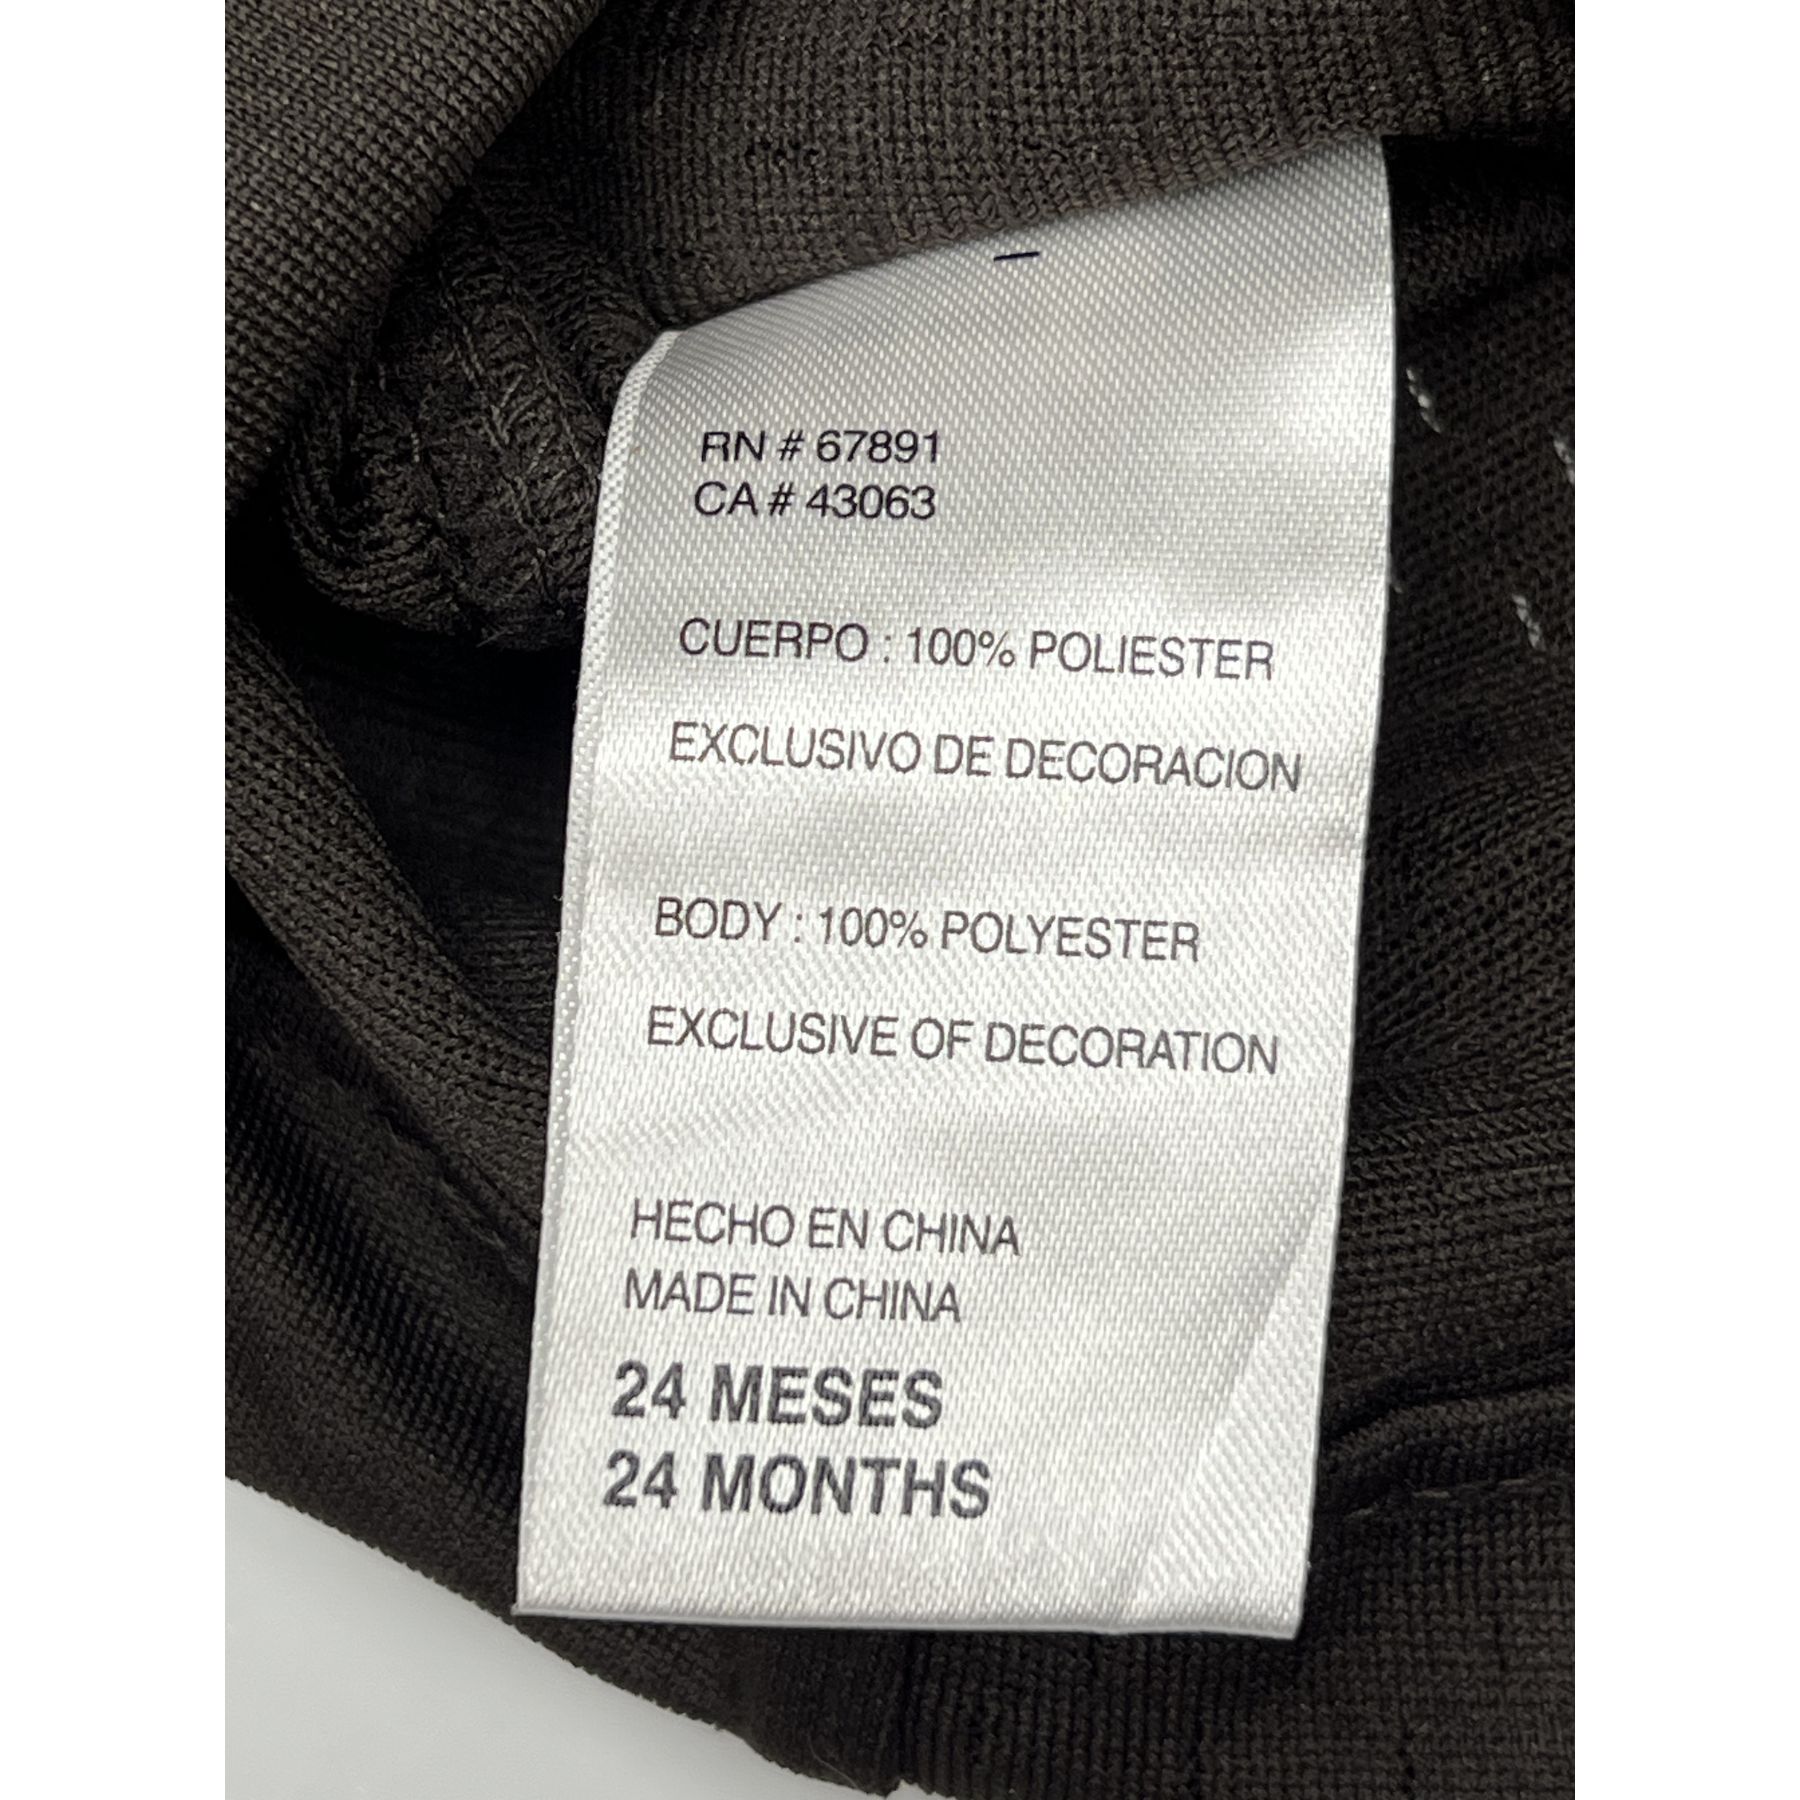 RN # 67891
CA # 43063
CUERPO : 100% POLIESTER
EXCLUSIVO DE DECORACION
BODY : 100% POLYESTER
EXCLUSIVE OF DECORATION
HECHO EN CHINA
MADE IN CHINA
24 MESES
24 MONTHS